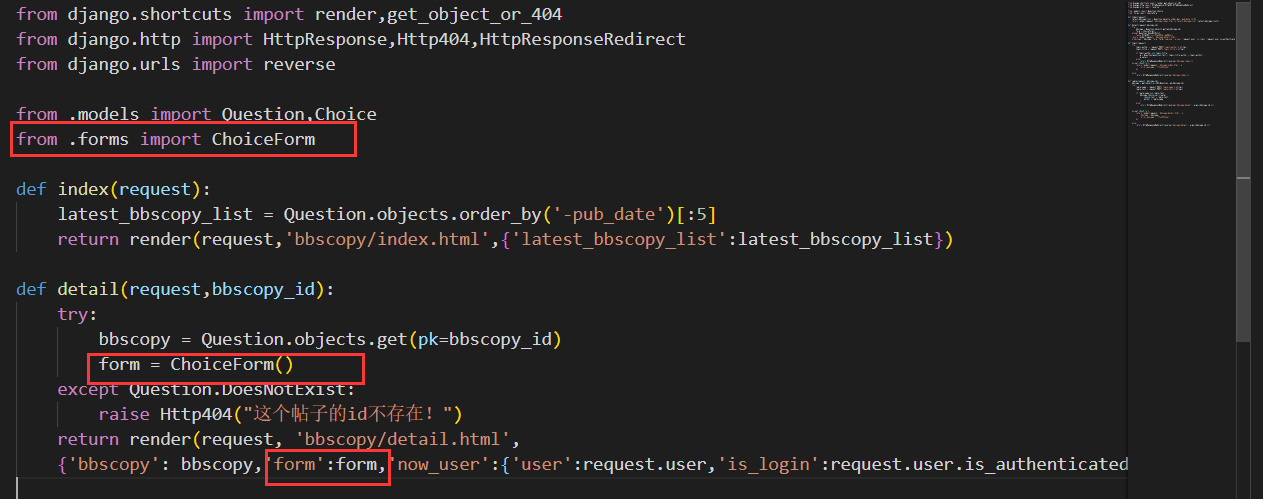 from django.shortcuts import render,get_object_or_404
from django.http import HttpResponse,Http404,HttpResponseRedirect
from django.urls import reverse
from .models import Question,Choice
from .forms import ChoiceForm
def index(request):
    latest_bbscopy_list = Question.objects.order_by('-pub_date')[:5]
    return render(request,'bbscopy/index.html',{'latest_bbscopy_list':latest_bbscopy_list})
def detail(request,bbscopy_id):
    try:
        bbscopy = Question.objects.get(pk=bbscopy_id)
        form = ChoiceForm()
    except Question.DoesNotExist:
        raise Http404("这个帖子的id不存在！")
    return render(request, 'bbscopy/detail.html',
    {'bbscopy': bbscopy,'form':form,'now_user':{'user':request.user,'is_login':request.user.is_authenticated